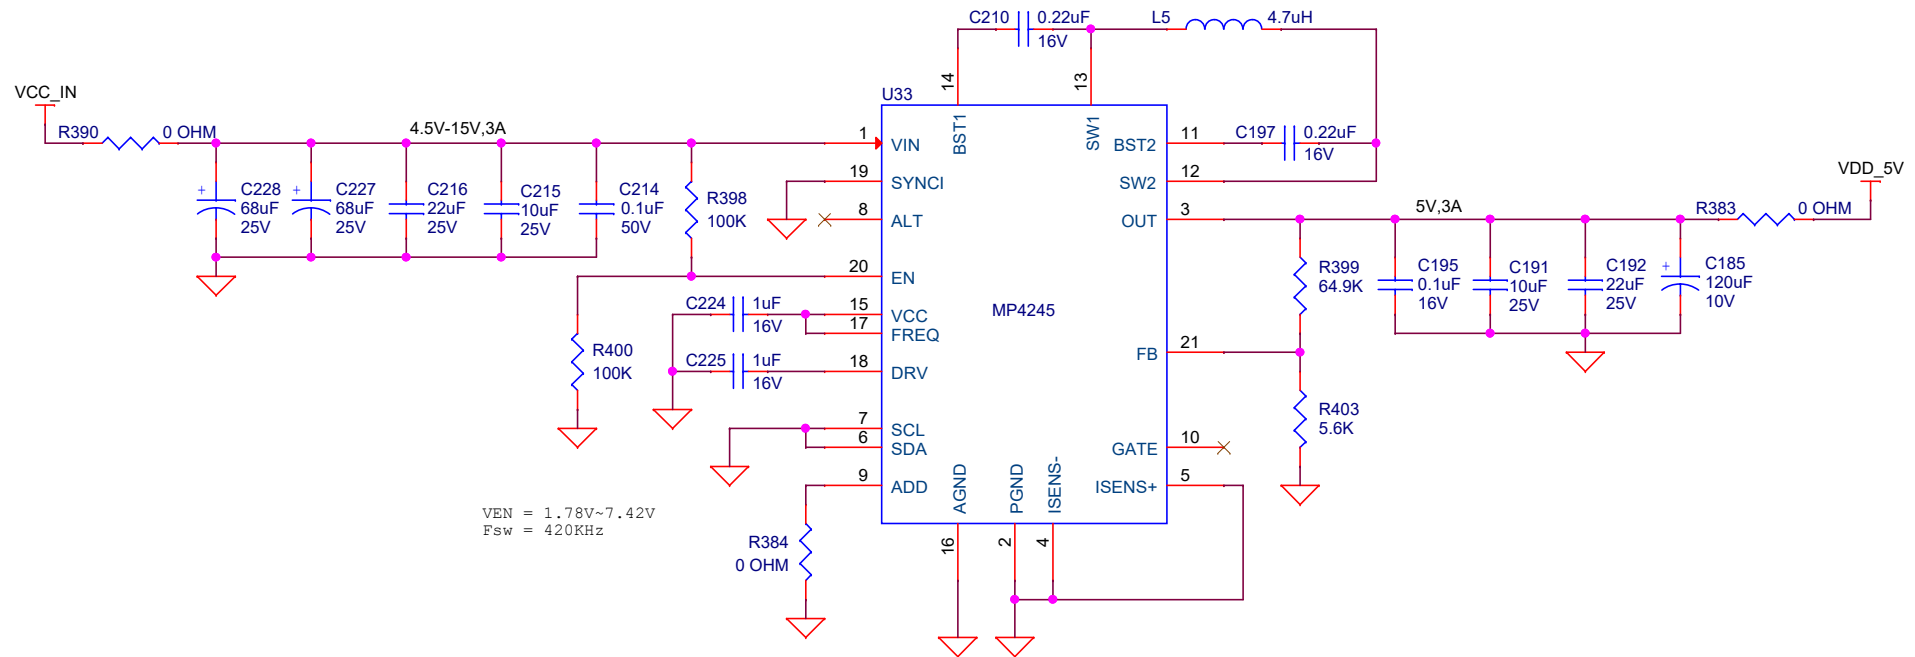 C210 0.22uF
16V
L5 4.7uH
14
13
VCC_IN
U33
R390 0 OHM
4.5V-15V,3A
1 VIN
BST1
SW1
BST2 11
C197 0.22uF
16V
VDD_5V
19 SYNCI
SW2 12
+ C228
68uF
25V
+ C227
68uF
25V
C216
22uF
25V
C215
10uF
25V
C214
0.1uF
50V
R398
100K
8 ALT
OUT 3
5V,3A
R383 0 OHM
20 EN
R399
64.9K
C195
0.1uF
16V
C191
10uF
25V
C192
22uF
25V
+ C185
120uF
10V
MP4245
C224 1uF
16V
15 VCC
17 FREQ
R400
100K
C225 1uF
16V
18 DRV
FB 21
R403
5.6K
7 SCL
6 SDA
GATE 10
9 ADD
AGND
PGND
ISENS-
ISENS+ 5
VEN = 1.78V~7.42V
Fsw = 420KHz
R384
0 OHM
16
2
4